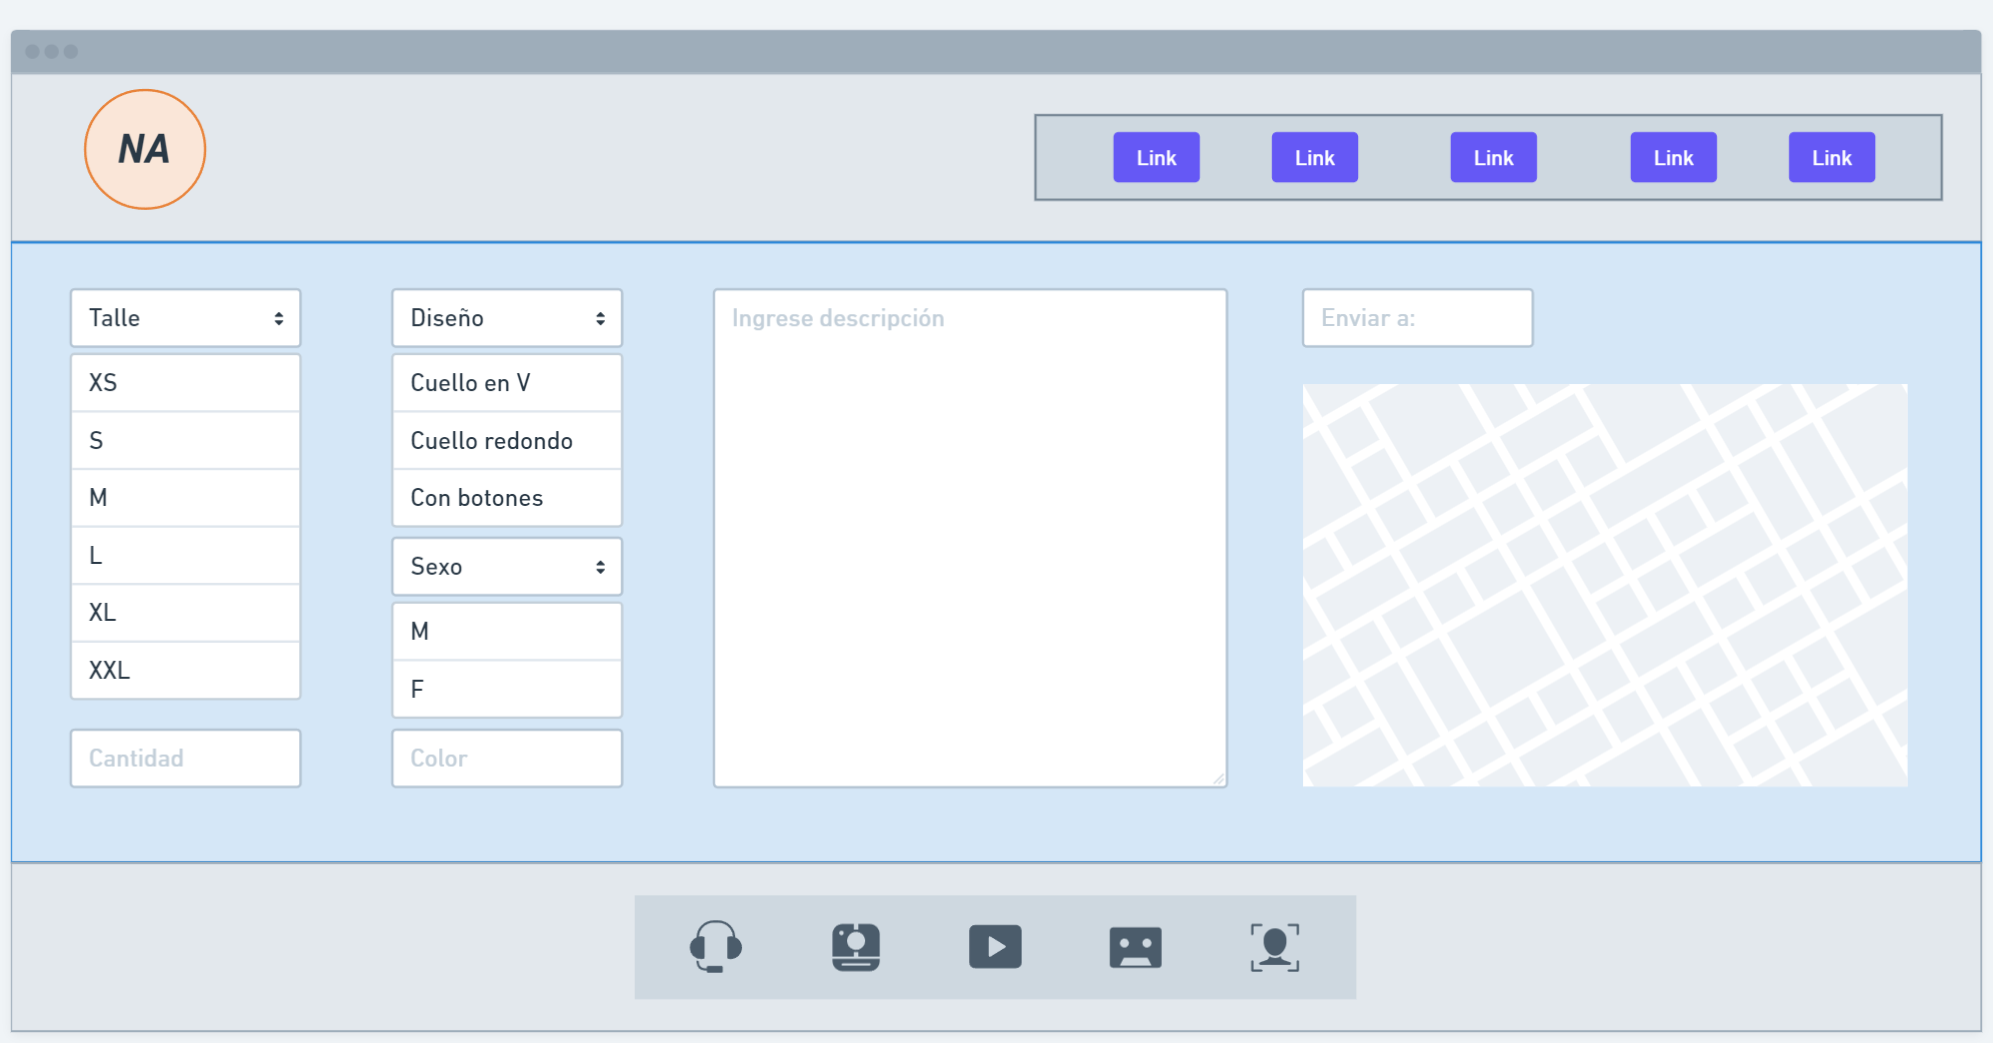 NA
Link
Link
Link
Link
Link
Talle
XS
S
M
L
XL
XXL
Cantidad
Diseño
Cuello en V
Cuello redondo
Con botones
Sexo
M
F
Color
Ingrese descripción
Enviar a: